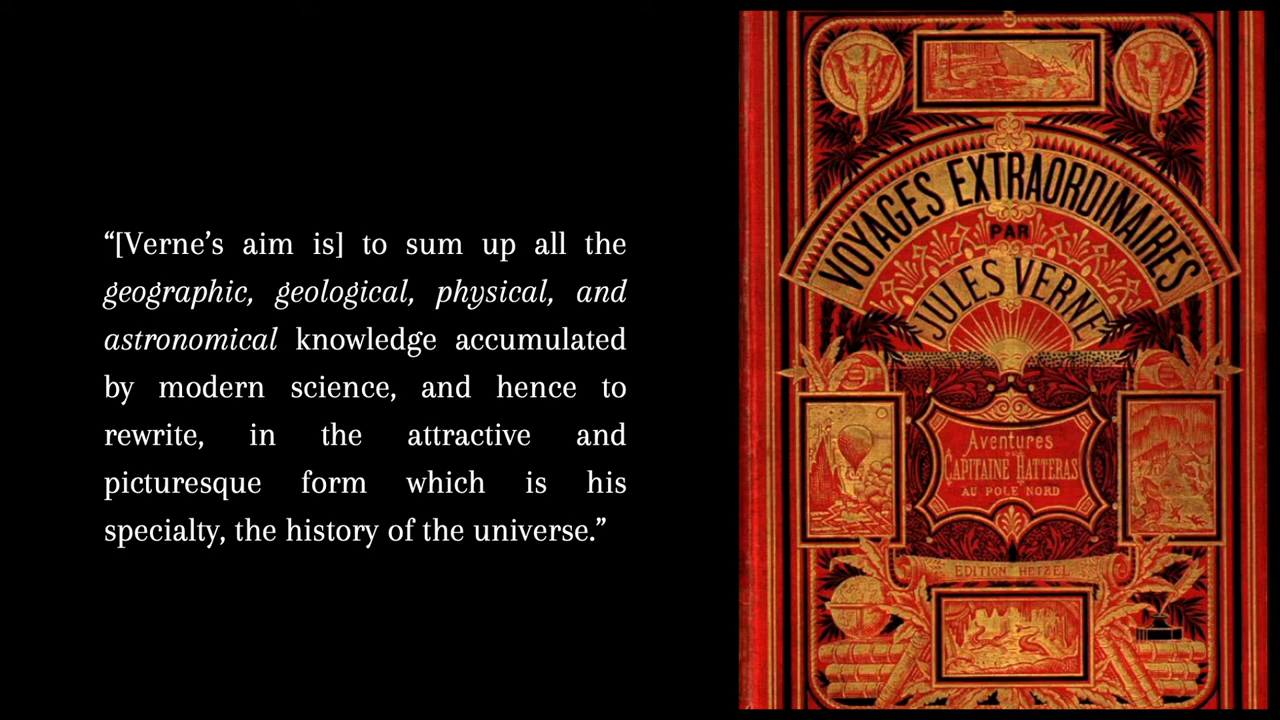 “[Verne’s aim is] to sum up all the
geographic, geological, physical, and
astronomical knowledge accumulated
by modern science, and hence to
rewrite, in the attractive and
picturesque form which is his
specialty, the history of the universe.”
VOYAGES EXTRAORDINAIRES
PAR
JULES VERNE
Aventures
CAPITAINE HATTERAS
AU POLE NORD
EDITION HETZEL